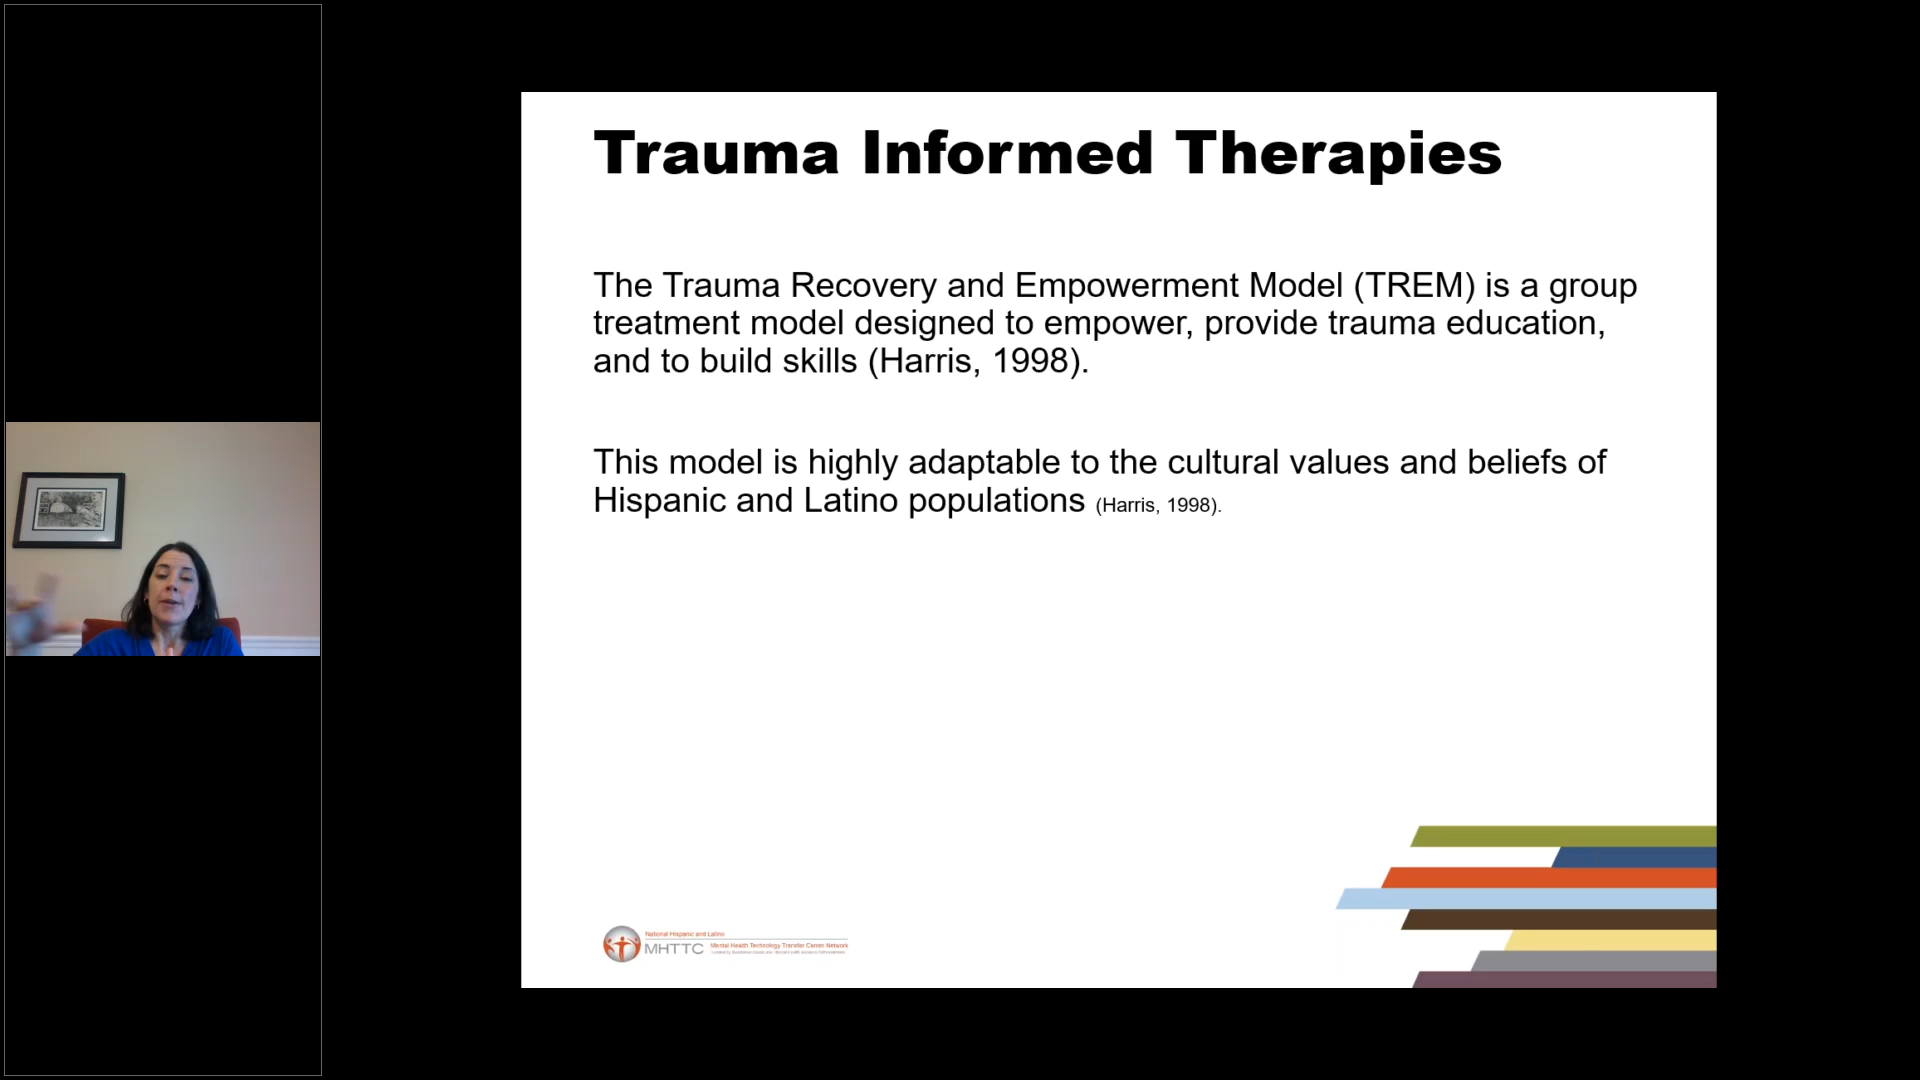 Trauma Informed Therapies
The Trauma Recovery and Empowerment Model (TREM) is a group
treatment model designed to empower, provide trauma education,
and to build skills (Harris, 1998).
This model is highly adaptable to the cultural values and beliefs of
Hispanic and Latino populations (Harris, 1998).
National Hispanic and Latino
MHTTC Mental Health Technology Transfer Center Network